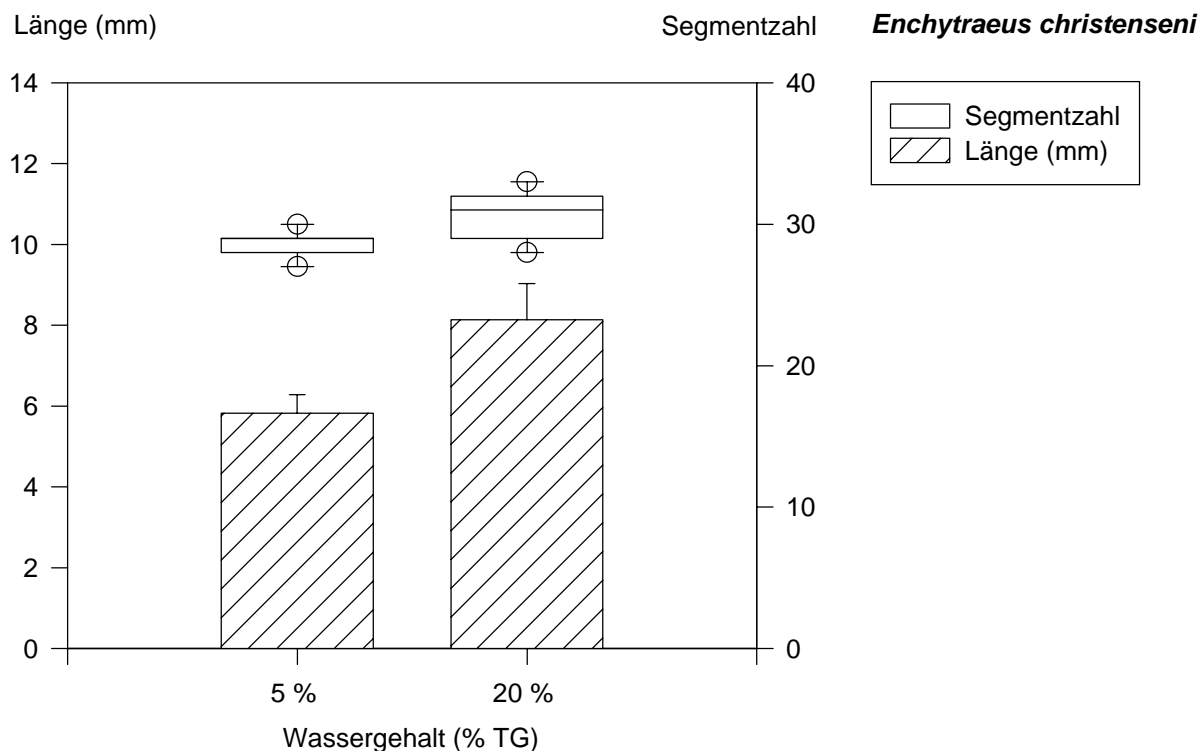 Länge (mm)
Segmentzahl
Enchytraeus christenseni
14
12
10
8
6
4
2
0
40
30
20
10
0
Segmentzahl
Länge (mm)
5 %
20 %
Wassergehalt (% TG)